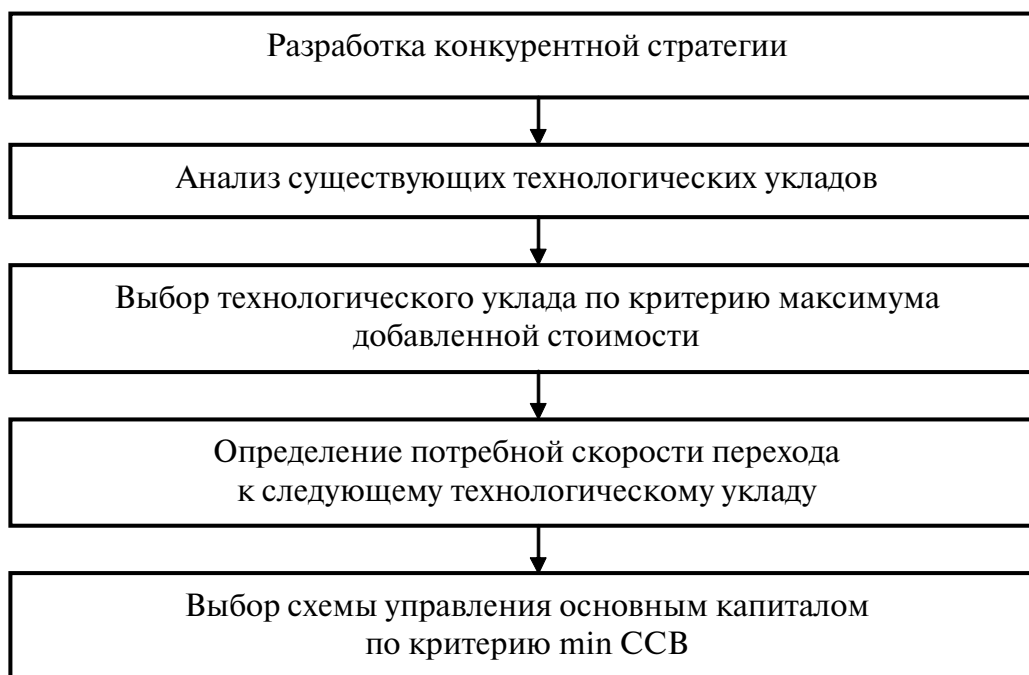 Разработка конкурентной стратегии
Анализ существующих технологических укладов
Выбор технологического уклада по критерию максимума
добавленной стоимости
Определение потребной скорости перехода
к следующему технологическому укладу
Выбор схемы управления основным капиталом
по критерию min ССВ